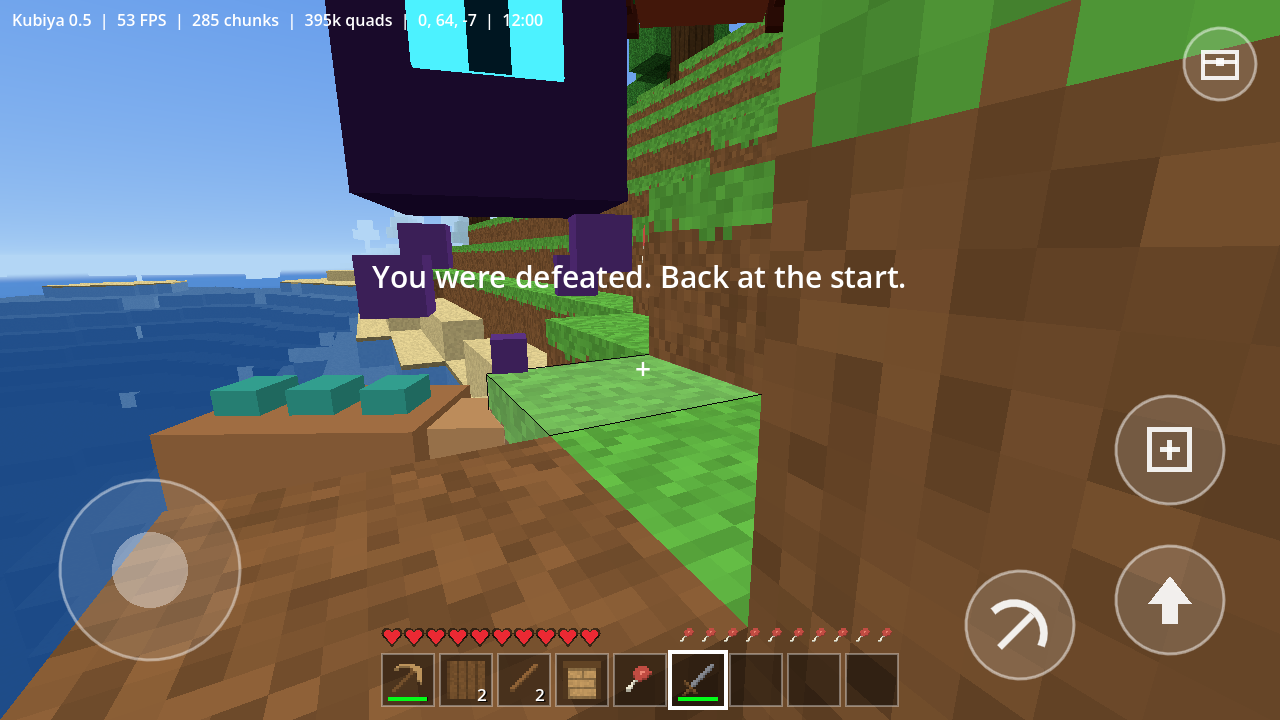 Kubiya 0.5 | 53 FPS | 285 chunks | 395k quads | 0, 64, -7 | 12:00
You were defeated. Back at the start.
2
2